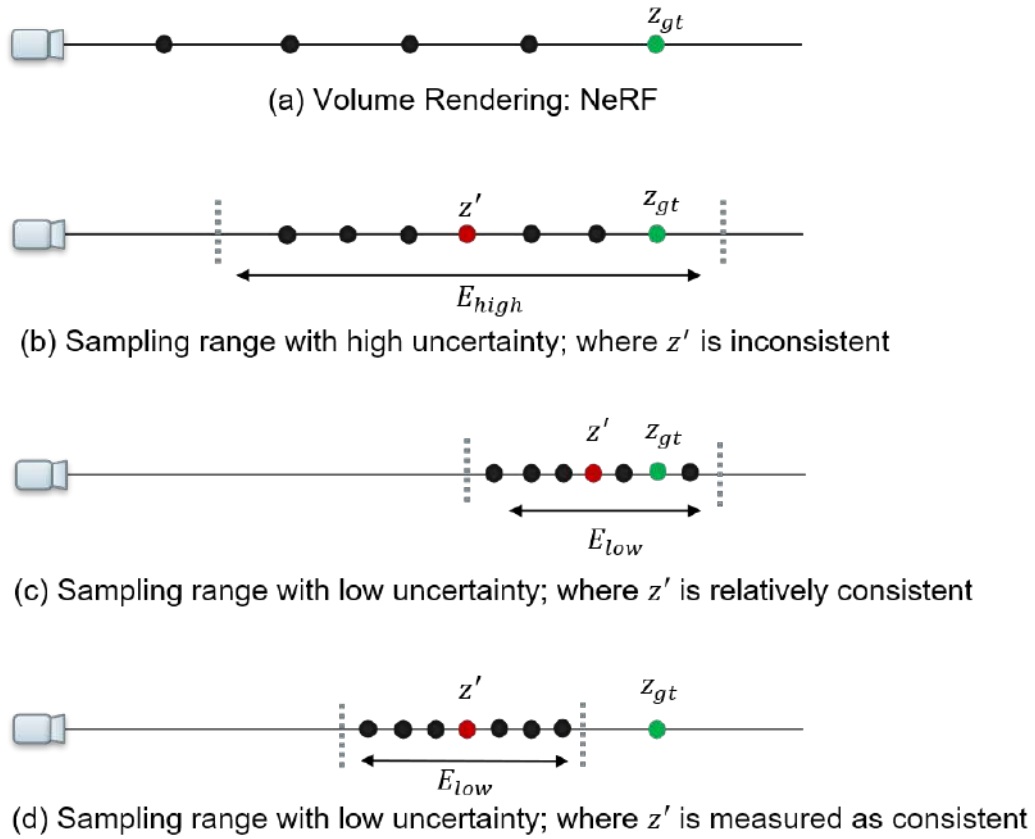 z_gt
(a) Volume Rendering: NeRF
z' z_gt
E_high
(b) Sampling range with high uncertainty; where z' is inconsistent
z' z_gt
E_low
(c) Sampling range with low uncertainty; where z' is relatively consistent
z' z_gt
E_low
(d) Sampling range with low uncertainty; where z' is measured as consistent